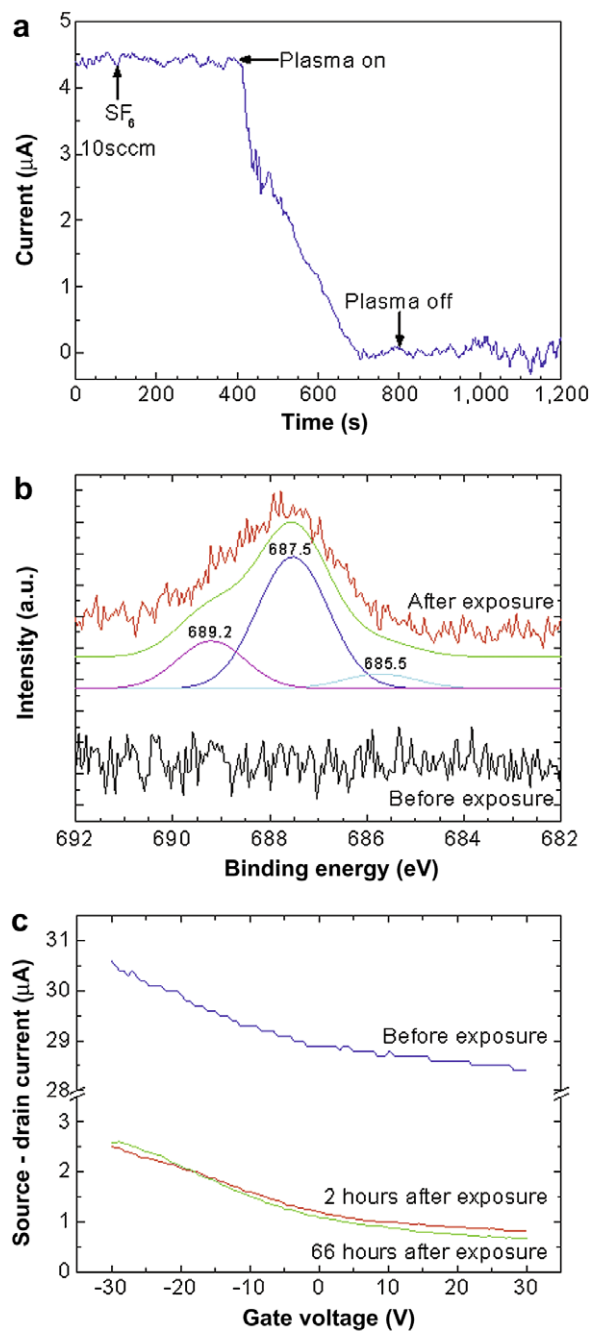 a
5
4
3
2
1
0
Current (µA)
SF6
10sccm
Plasma on
Plasma off
0 200 400 600 800 1,000 1,200
Time (s)
b
Intensity (a.u.)
687.5
689.2
685.5
After exposure
Before exposure
692 690 688 686 684 682
Binding energy (eV)
c
31
30
29
28
3
2
1
0
Source - drain current (µA)
Before exposure
2 hours after exposure
66 hours after exposure
-30 -20 -10 0 10 20 30
Gate voltage (V)